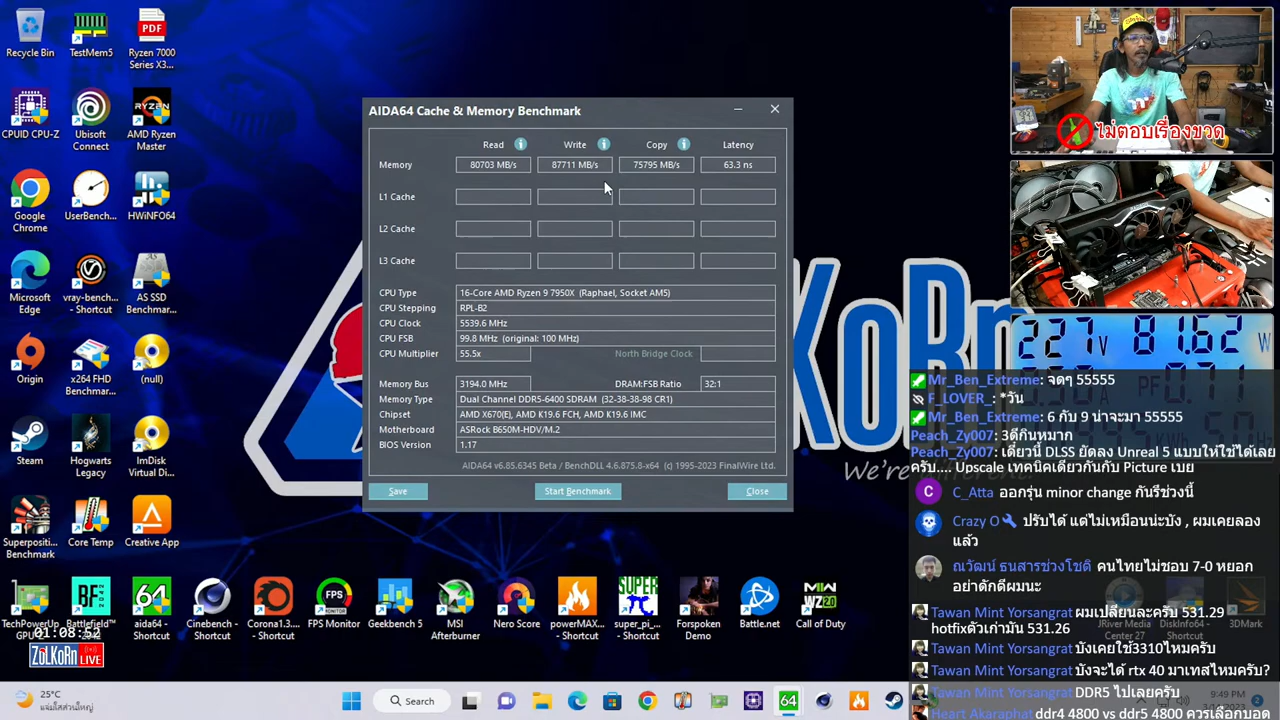 Recycle Bin
TestMem5
Ryzen 7000
Series X3...
CPUID CPU-Z
Ubisoft
Connect
AMD Ryzen
Master
Google
Chrome
UserBench...
HWiNFO64
Microsoft
Edge
vray-bench...
- Shortcut
AS SSD
Benchmar...
Origin
x264 FHD
Benchmark...
(null)
Steam
Hogwarts
Legacy
ImDisk
Virtual Di...
Superpositi...
Benchmark
Core Temp
Creative App
TechPowerUp
GPU
Battlefield™
2042
aida64 -
Shortcut
Cinebench -
Shortcut
Corona1.3....
- Shortcut
FPS Monitor
Geekbench 5
MSI
Afterburner
Nero Score
powerMAX...
- Shortcut
super_pi_...
- Shortcut
Forspoken
Demo
Battle.net
Call of Duty
JRiver Media
Center 27
DiskInfo64 -
Shortcut
3DMark
AIDA64 Cache & Memory Benchmark
Read Write Copy Latency
Memory 80703 MB/s 87711 MB/s 75795 MB/s 63.3 ns
L1 Cache
L2 Cache
L3 Cache
CPU Type 16-Core AMD Ryzen 9 7950X (Raphael, Socket AM5)
CPU Stepping RPL-B2
CPU Clock 5539.6 MHz
CPU FSB 99.8 MHz (original: 100 MHz)
CPU Multiplier 55.5x North Bridge Clock
Memory Bus 3194.0 MHz DRAM:FSB Ratio 32:1
Memory Type Dual Channel DDR5-6400 SDRAM (32-38-38-98 CR1)
Chipset AMD X670(E), AMD K19.6 FCH, AMD K19.6 IMC
Motherboard ASRock B650M-HDV/M.2
BIOS Version 1.17
AIDA64 v6.85.6345 Beta / BenchDLL 4.6.875.8-x64 (c) 1995-2023 FinalWire Ltd.
Save Start Benchmark Close
ไม่ตอบเรื่องขวด
227 V 81.62
PF 0.71
Mr_Ben_Extreme: จดๆ 55555
F_LOVER_: *วัน
Mr_Ben_Extreme: 6 กับ 9 น่าจะมา 55555
Peach_Zy007: 3ดีกินหมาก
Peach_Zy007: เดี๋ยวนี้ DLSS ยัดลง Unreal 5 แบบให้ใช้ได้เลย
ครับ.... Upscale เทคนิคเดียวกันกับ Picture เบย
C_Atta ออกรุ่น minor change กันรึช่วงนี้
Crazy O ปรับได้ แต่ไม่เหมือนน่ะบัง , ผมเคยลอง
แล้ว
ณวัฒน์ ธนสารช่วงโชติ คนไทยไม่ชอบ 7-0 หยอก
อย่าดักดีผมนะ
Tawan Mint Yorsangrat ผมเปลี่ยนละครับ 531.29
hotfixตัวเก่ามัน 531.26
Tawan Mint Yorsangrat บังเคยใช้3310ไหมครับ
Tawan Mint Yorsangrat บังจะได้ rtx 40 มาเทสไหมครับ?
Tawan Mint Yorsangrat DDR5 ไปเลยครับ
Heart Akaraphat ddr4 4800 vs ddr5 4800 ควรเลือกบอด
We're
01:08:52
ZOLKORN LIVE
25°C
Search
9:49 PM